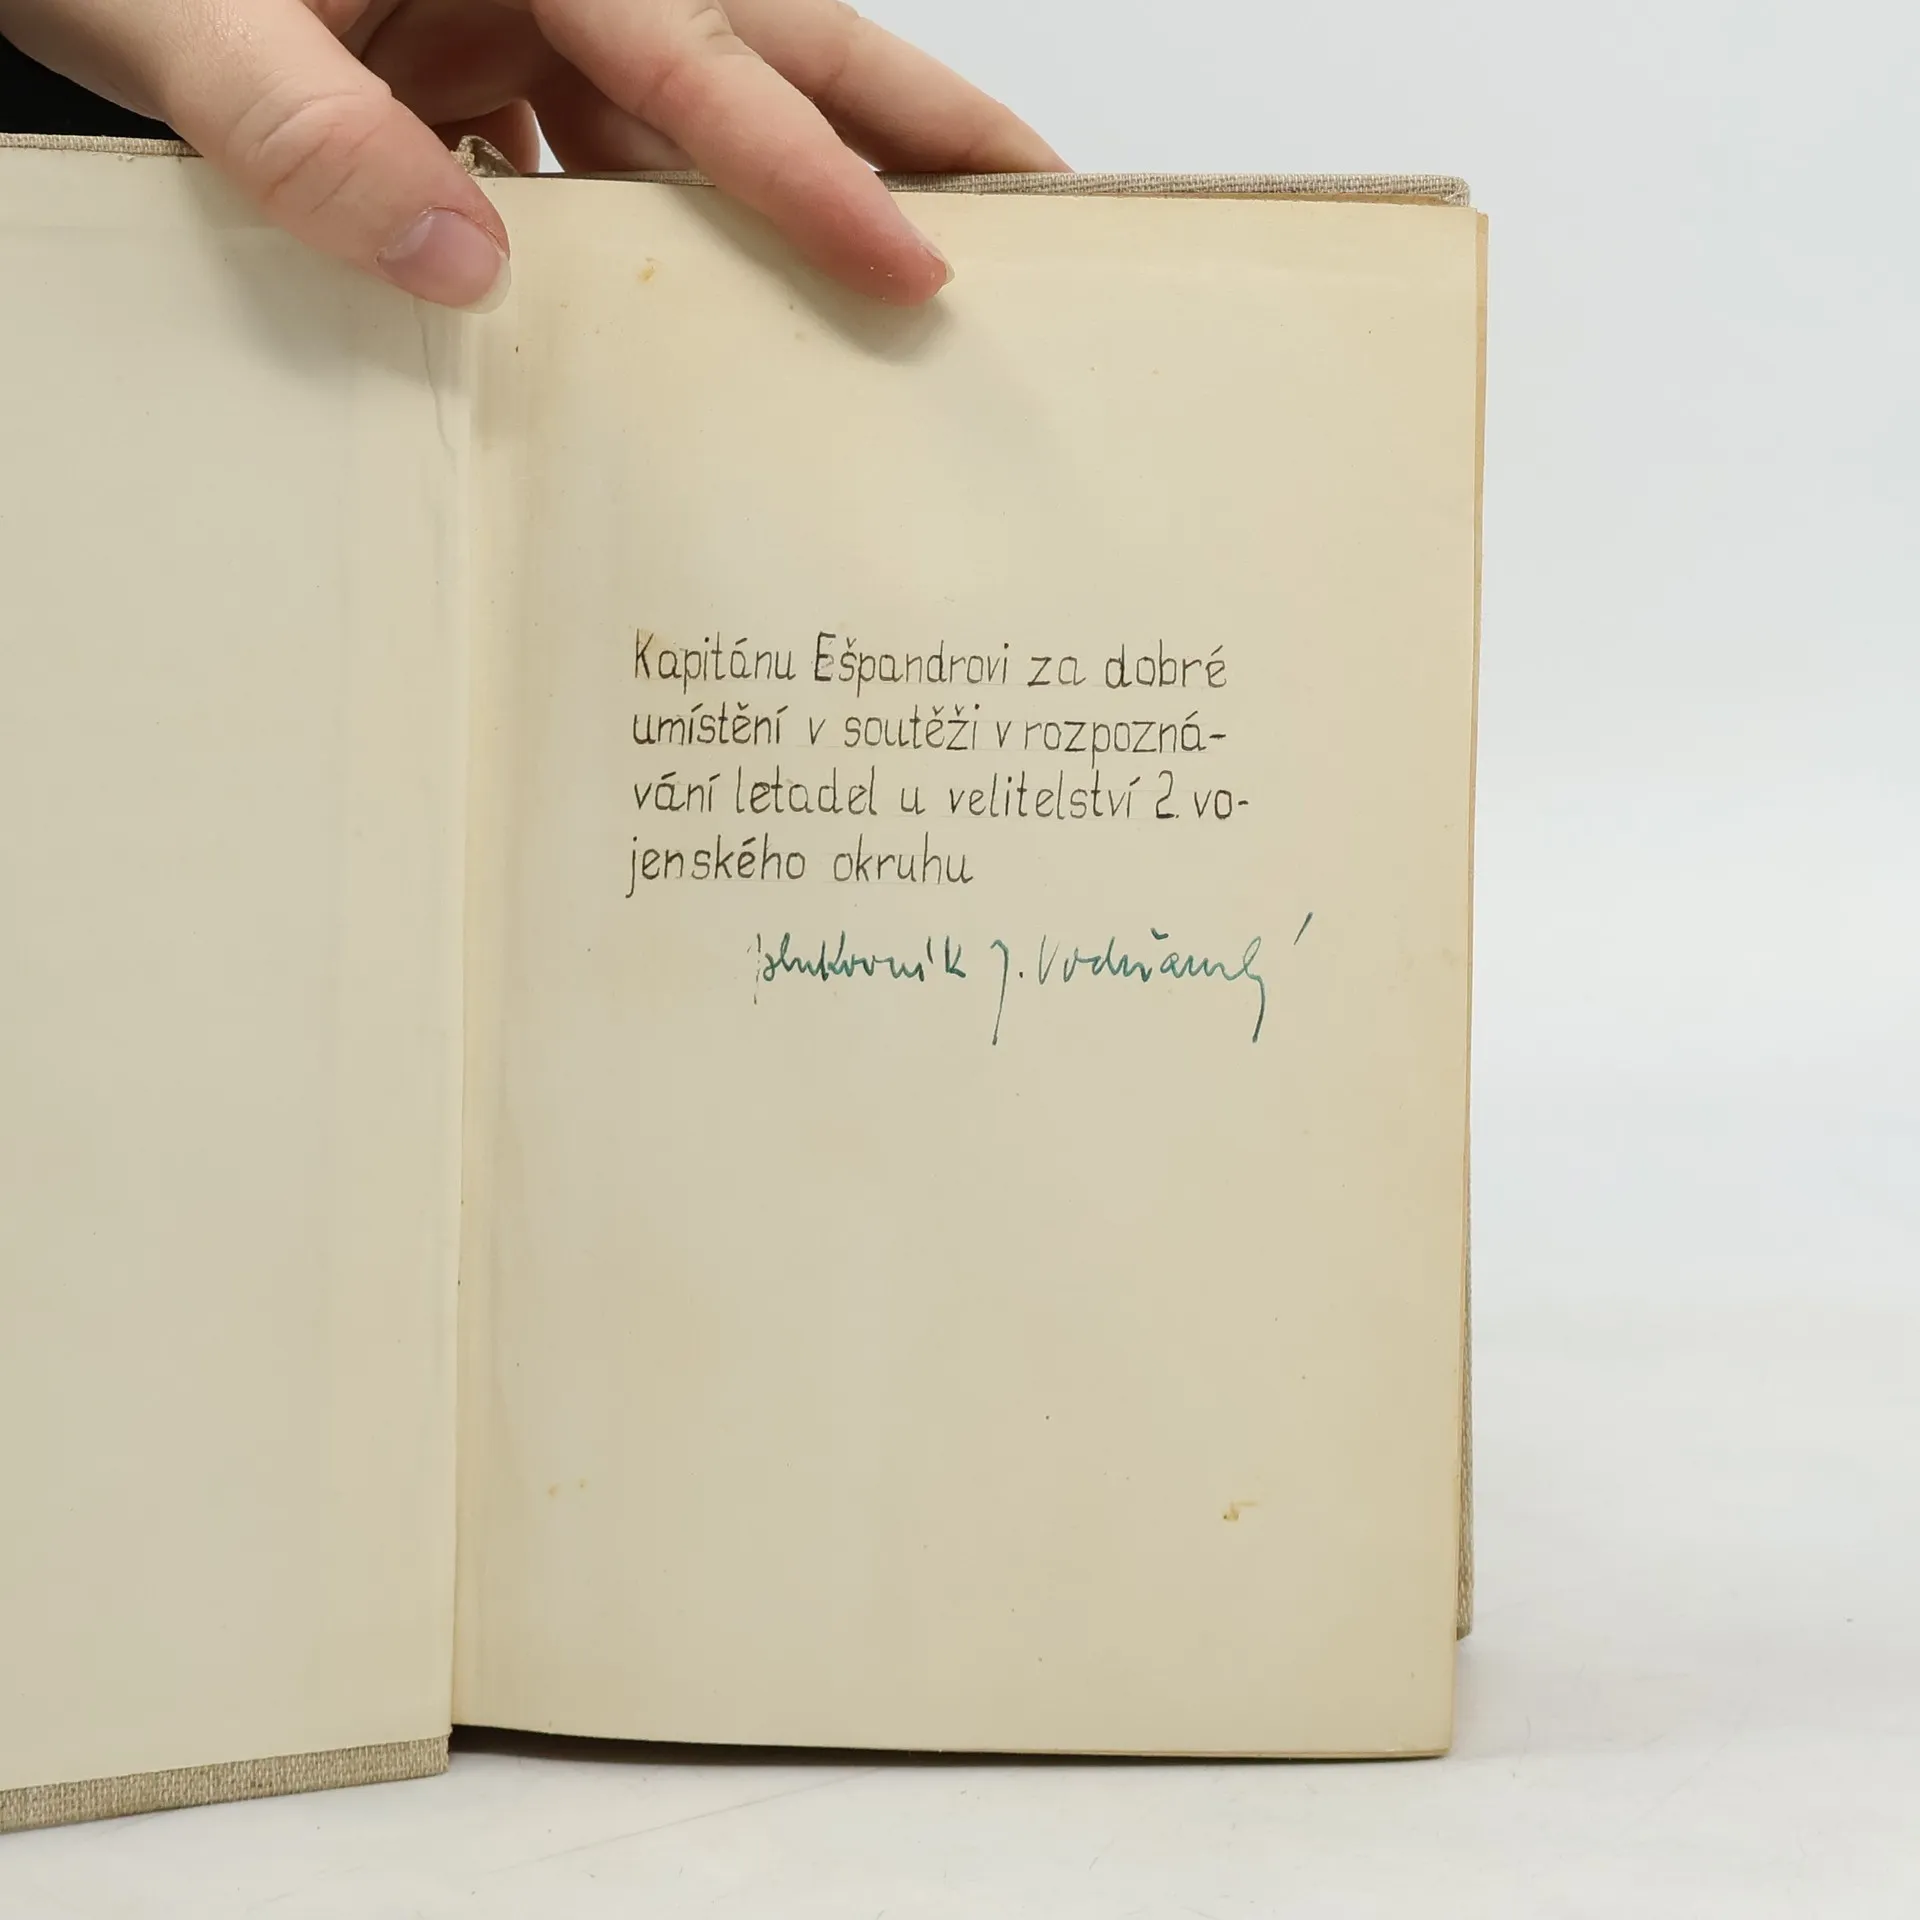 Kapitánu Ešpandrovi za dobré
umístění v soutěži v rozpozná-
vání letadel u velitelství 2. vo-
jenského okruhu
plukovník J. Vodňanský